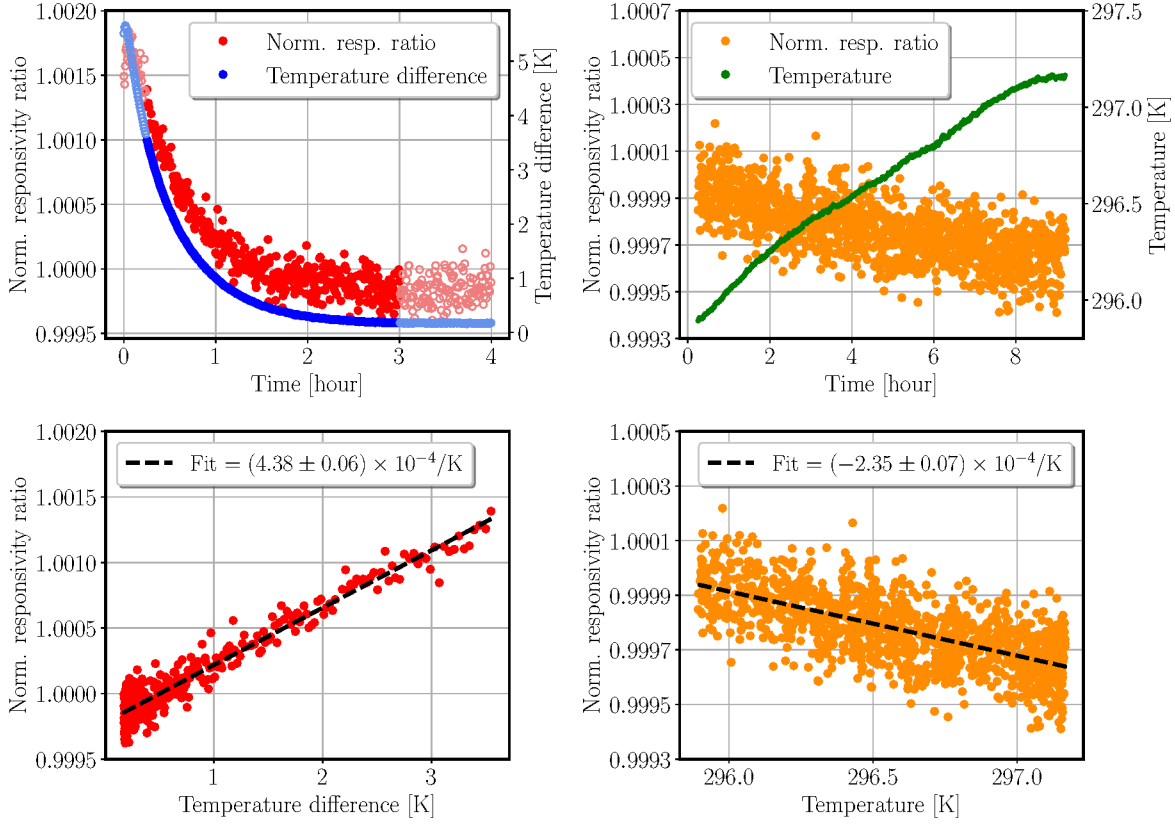 1.0020
1.0015
1.0010
1.0005
1.0000
0.9995
Norm. responsivity ratio
Norm. resp. ratio
Temperature difference
5
4
3
2
1
0
Temperature difference [K]
0 1 2 3 4
Time [hour]
1.0007
1.0005
1.0003
1.0001
0.9999
0.9997
0.9995
0.9993
Norm. responsivity ratio
Norm. resp. ratio
Temperature
297.5
297.0
296.5
296.0
Temperature [K]
0 2 4 6 8
Time [hour]
1.0020
1.0015
1.0010
1.0005
1.0000
0.9995
Norm. responsivity ratio
Fit = (4.38 ± 0.06) × 10⁻⁴/K
1 2 3
Temperature difference [K]
1.0005
1.0003
1.0001
0.9999
0.9997
0.9995
0.9993
Norm. responsivity ratio
Fit = (−2.35 ± 0.07) × 10⁻⁴/K
296.0 296.5 297.0
Temperature [K]